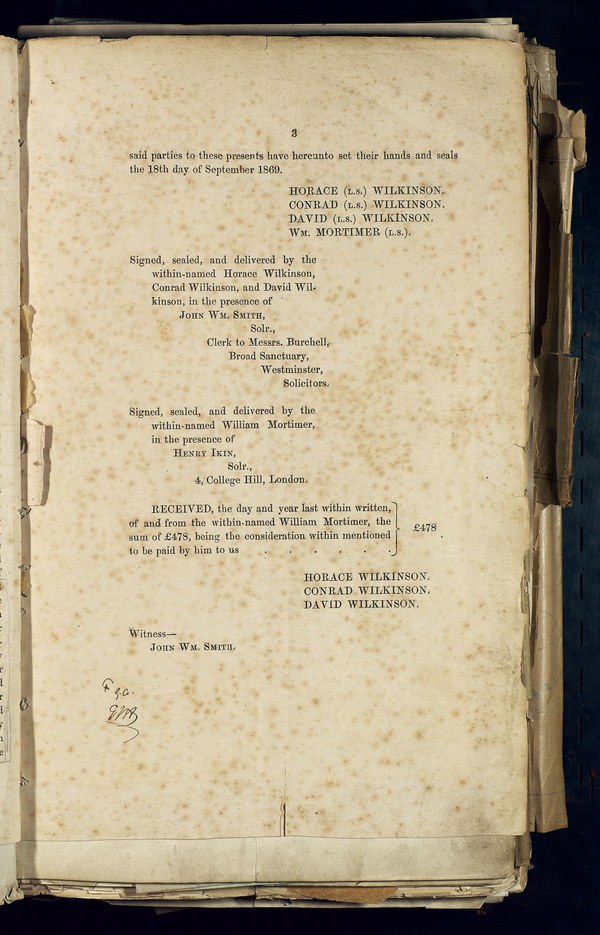 3
said parties to these presents have hereunto set their hands and seals
the 18th day of September 1869.
HORACE (L.S.) WILKINSON.
CONRAD (L.S.) WILKINSON.
DAVID (L.S.) WILKINSON.
WM. MORTIMER (L.S.).
Signed, sealed, and delivered by the
within-named Horace Wilkinson,
Conrad Wilkinson, and David Wil-
kinson, in the presence of
JOHN WM. SMITH,
Solr.,
Clerk to Messrs. Burchell,
Broad Sanctuary,
Westminster,
Solicitors.
Signed, sealed, and delivered by the
within-named William Mortimer,
in the presence of
HENRY IKIN,
Solr.,
4, College Hill, London.
RECEIVED, the day and year last within written,
of and from the within-named William Mortimer, the
sum of £478, being the consideration within mentioned
to be paid by him to us . . . . . .
£478
HORACE WILKINSON.
CONRAD WILKINSON.
DAVID WILKINSON.
Witness—
JOHN WM. SMITH.